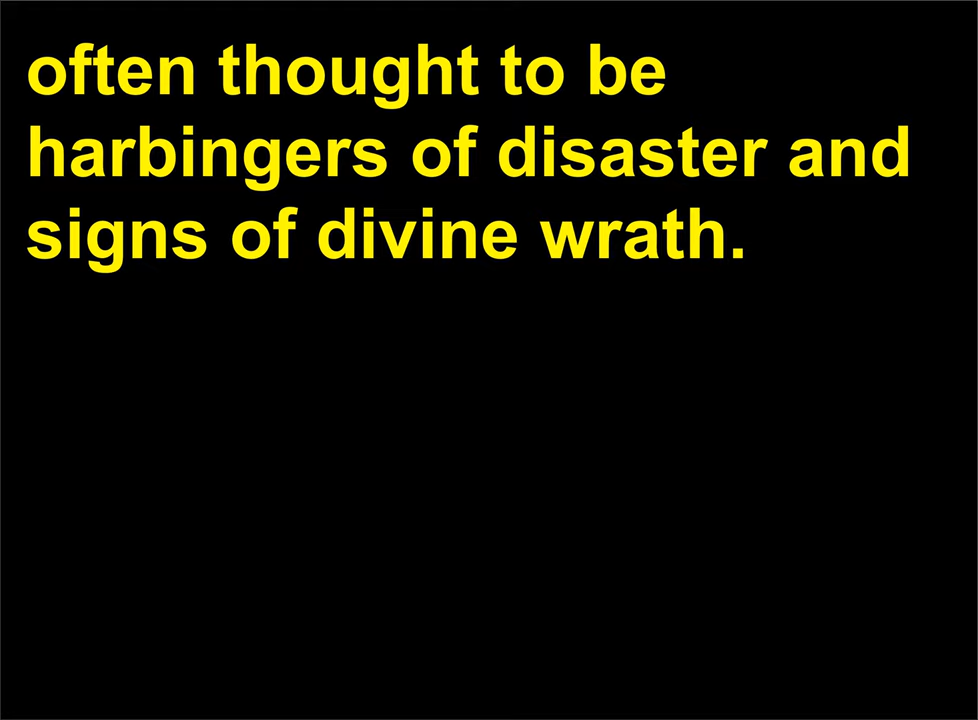 often thought to be
harbingers of disaster and
signs of divine wrath.